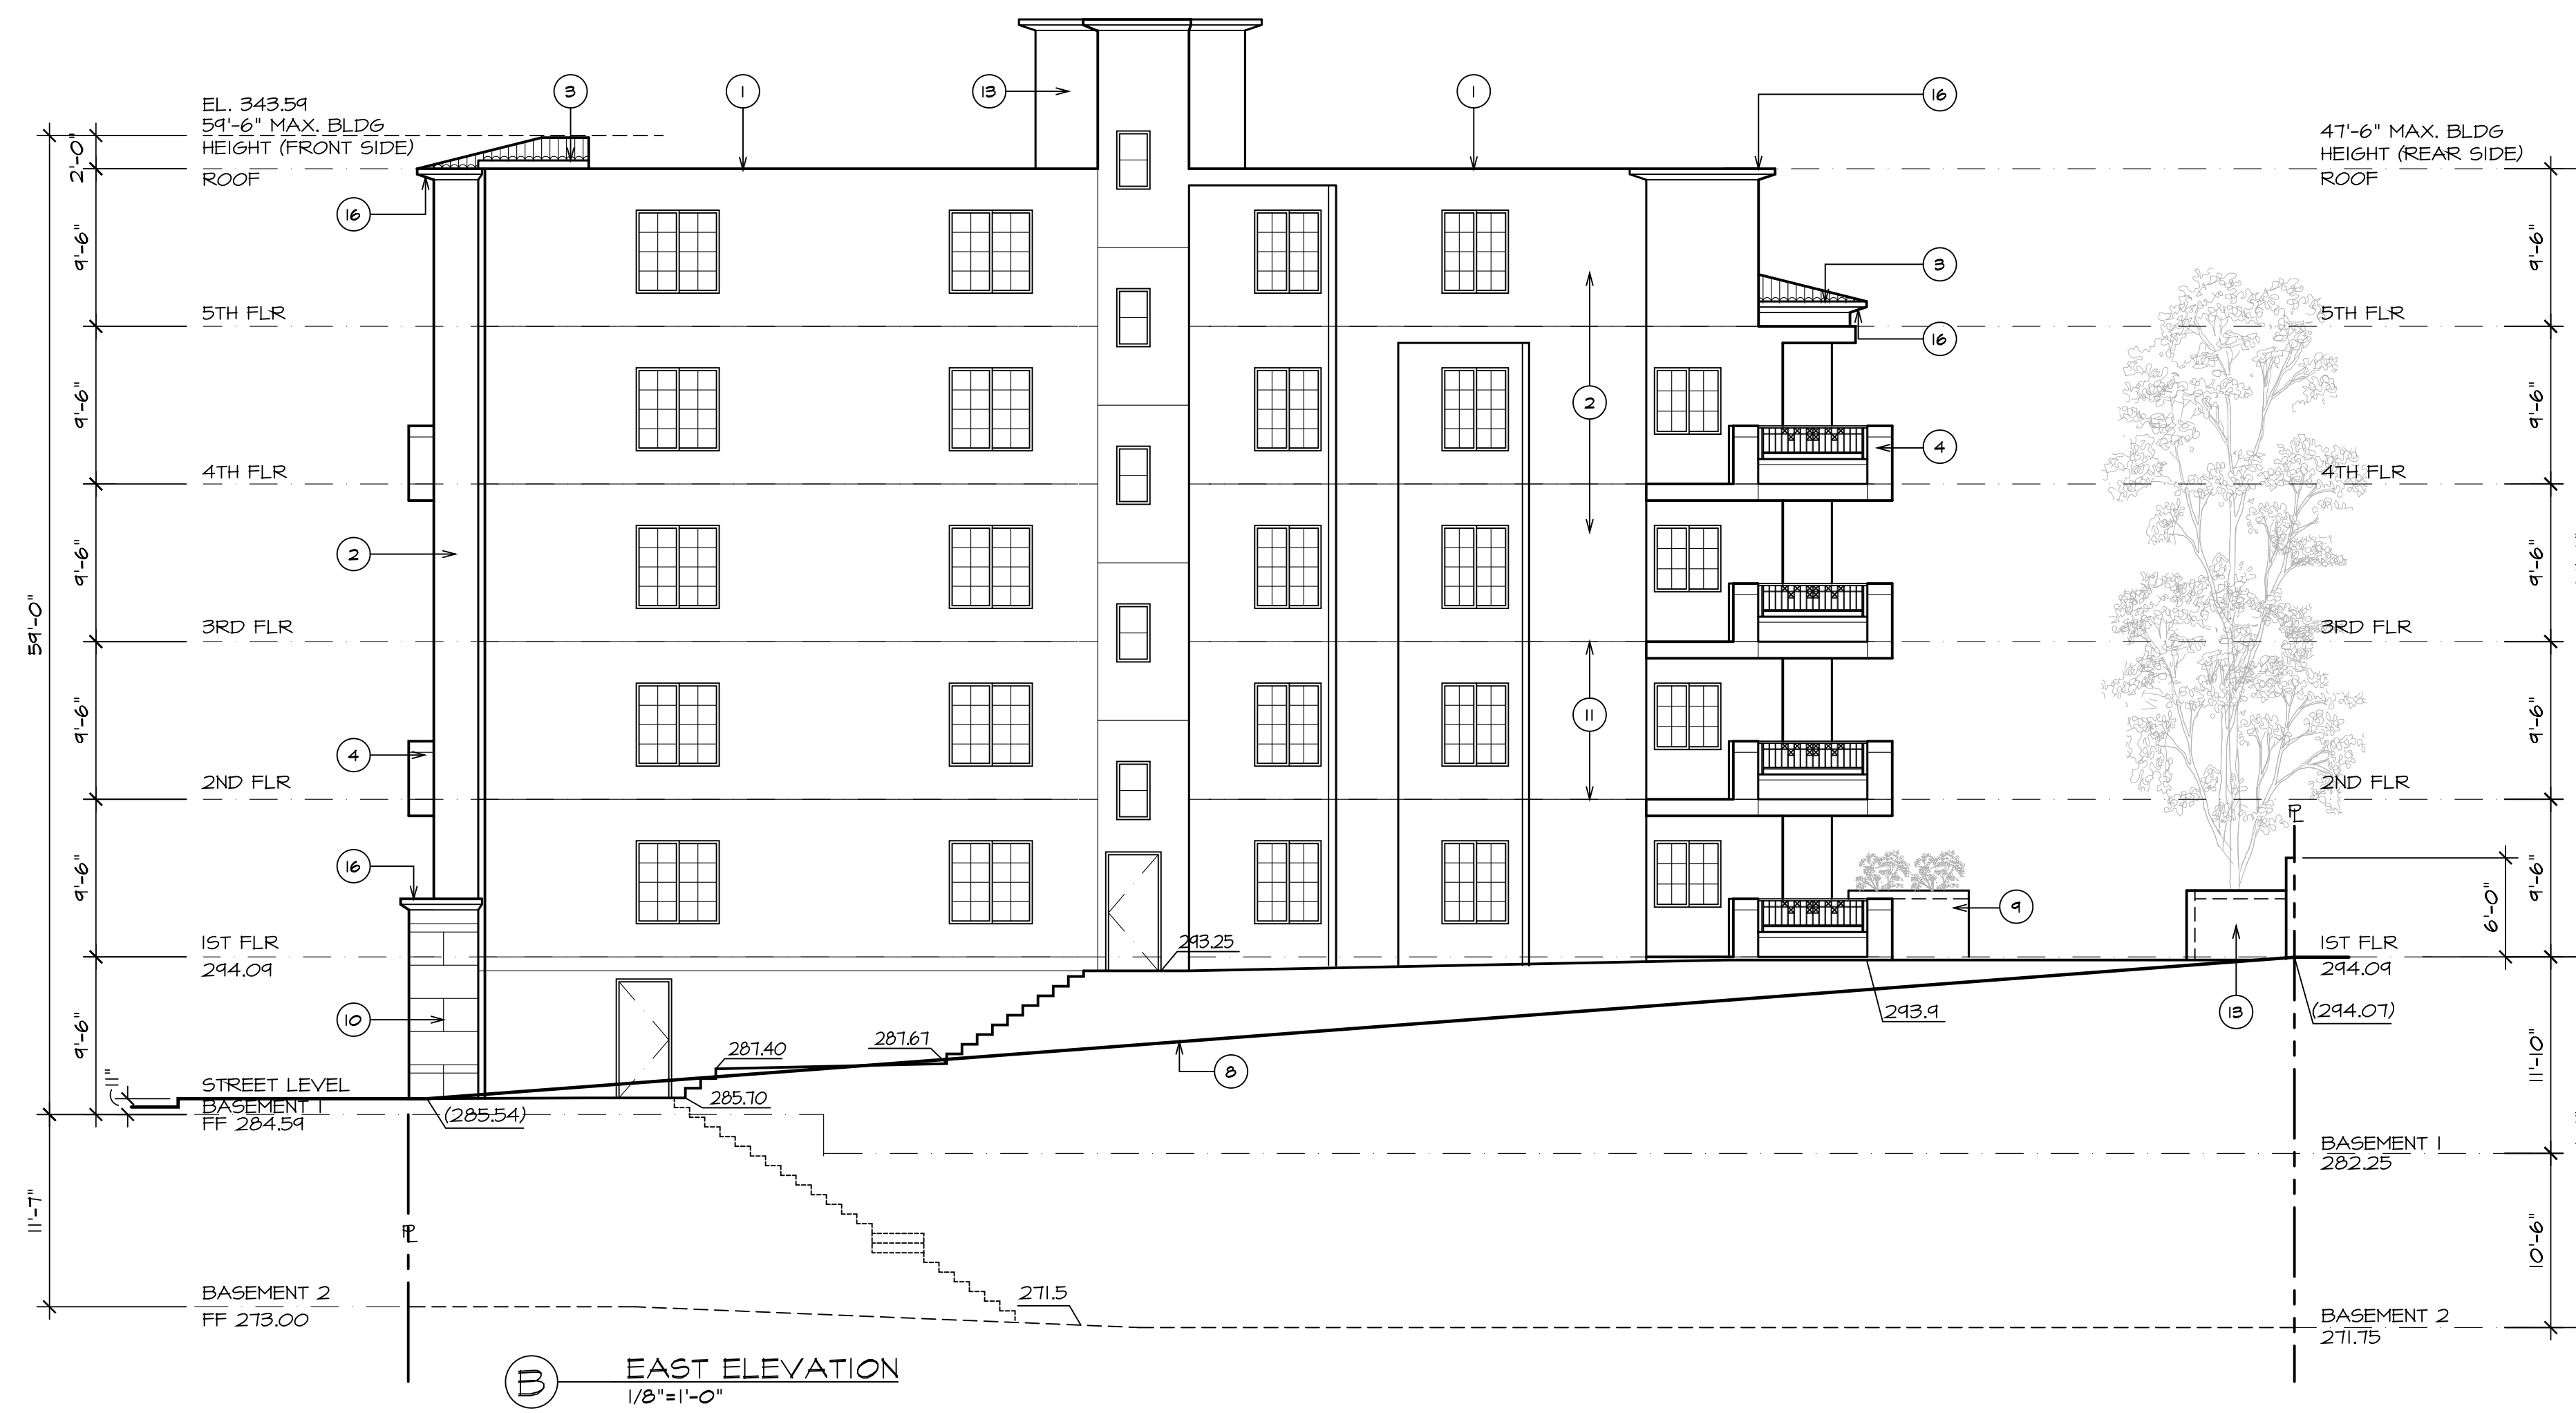 EL. 343.59
59'-6" MAX. BLDG
HEIGHT (FRONT SIDE)
ROOF
2'-0"
3
1
13
1
16
47'-6" MAX. BLDG
HEIGHT (REAR SIDE)
ROOF
16
9'-6"
9'-6"
3
5TH FLR
5TH FLR
16
9'-6"
2
9'-6"
4
4TH FLR
4TH FLR
2
9'-6"
9'-6"
59'-0"
3RD FLR
3RD FLR
9'-6"
11
9'-6"
4
2ND FLR
2ND FLR
PL
16
9'-6"
9'-6"
6'-0"
9
1ST FLR
294.09
293.25
1ST FLR
294.09
10
9'-6"
287.40
287.67
8
293.9
13
(294.07)
11'-10"
11"
STREET LEVEL
BASEMENT 1
FF 284.59
(285.54)
285.70
BASEMENT 1
282.25
11'-7"
PL
10'-6"
BASEMENT 2
FF 273.00
271.5
BASEMENT 2
271.75
B
EAST ELEVATION
1/8"=1'-0"